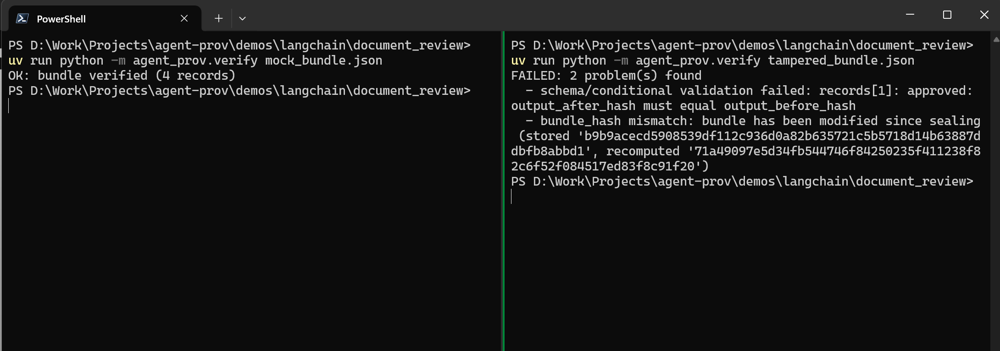 PowerShell
PS D:\Work\Projects\agent-prov\demos\langchain\document_review>
uv run python -m agent_prov.verify mock_bundle.json
OK: bundle verified (4 records)
PS D:\Work\Projects\agent-prov\demos\langchain\document_review>
PS D:\Work\Projects\agent-prov\demos\langchain\document_review>
uv run python -m agent_prov.verify tampered_bundle.json
FAILED: 2 problem(s) found
  - schema/conditional validation failed: records[1]: approved:
output_after_hash must equal output_before_hash
  - bundle_hash mismatch: bundle has been modified since sealing
 (stored 'b9b9acecd5908539df112c936d0a82b635721c5b5718d14b63887d
dbfb8abbd1', recomputed '71a49097e5d34fb544746f84250235f411238f8
2c6f52f084517ed83f8c91f20')
PS D:\Work\Projects\agent-prov\demos\langchain\document_review>